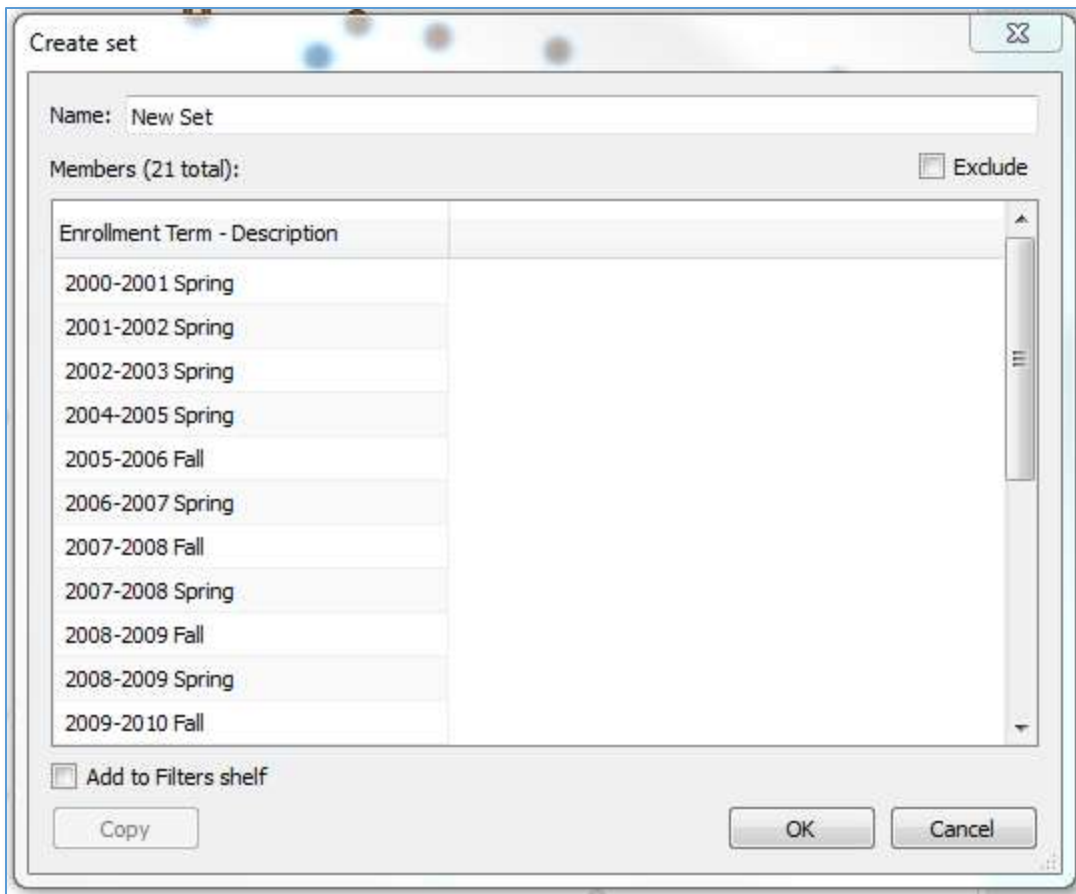 Create set
Name: New Set
Members (21 total):
Exclude
Enrollment Term - Description
2000-2001 Spring
2001-2002 Spring
2002-2003 Spring
2004-2005 Spring
2005-2006 Fall
2006-2007 Spring
2007-2008 Fall
2007-2008 Spring
2008-2009 Fall
2008-2009 Spring
2009-2010 Fall
Add to Filters shelf
Copy
OK
Cancel